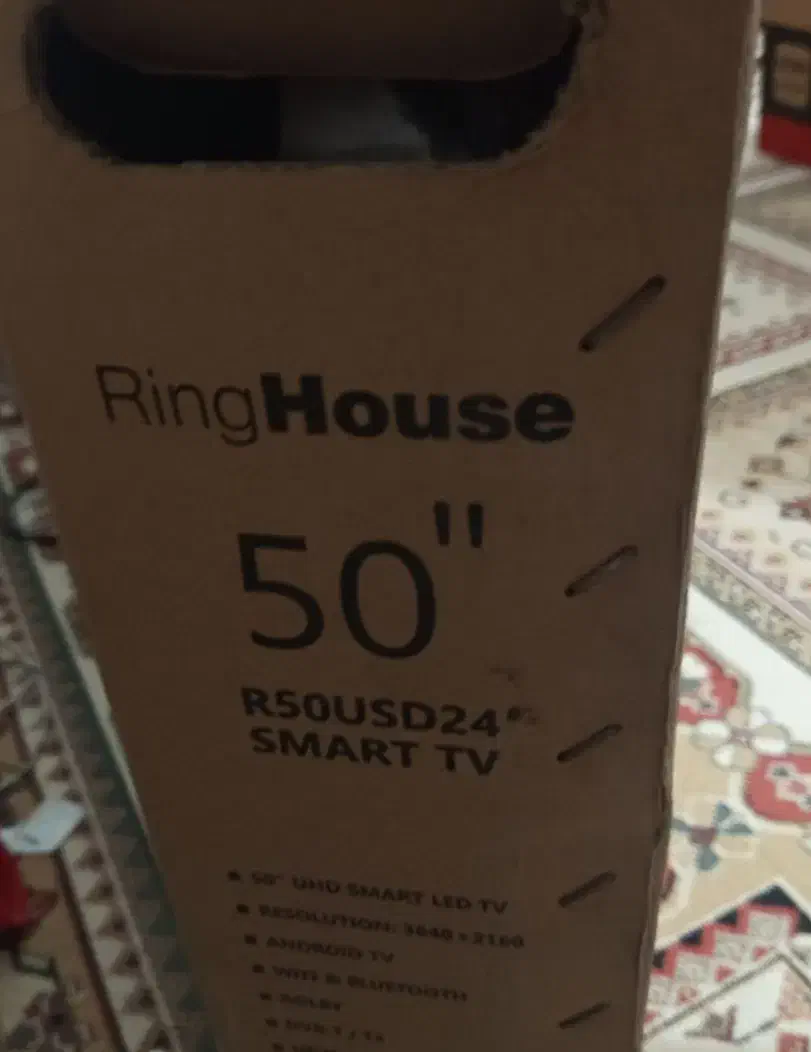 RingHouse
50"
R50USD24
SMART TV
50" UHD SMART LED TV
RESOLUTION: 3840 × 2160
ANDROID TV
WIFI & BLUETOOTH
DOLBY